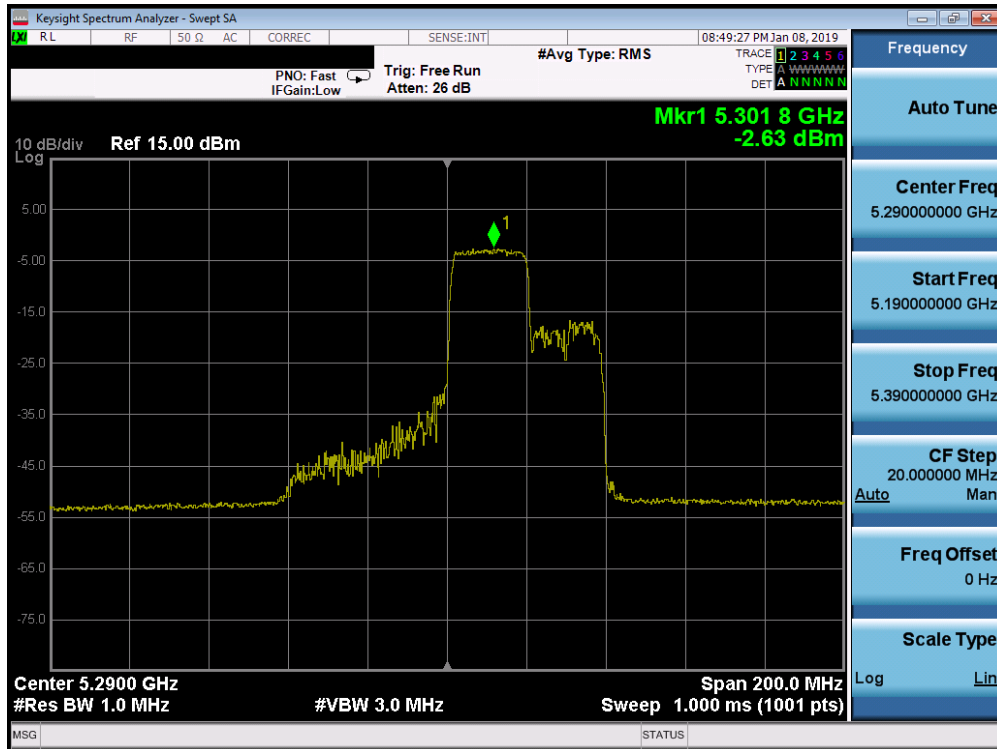 Keysight Spectrum Analyzer - Swept SA
LXI RL RF 50 Ω AC CORREC SENSE:INT 08:49:27 PM Jan 08, 2019
#Avg Type: RMS TRACE 1 2 3 4 5 6
PNO: Fast Trig: Free Run TYPE A WWWWW
IFGain:Low Atten: 26 dB DET A N N N N N
Mkr1 5.301 8 GHz
-2.63 dBm
10 dB/div Ref 15.00 dBm
Log
1
5.00
-5.00
-15.0
-25.0
-35.0
-45.0
-55.0
-65.0
-75.0
Center 5.2900 GHz Span 200.0 MHz
#Res BW 1.0 MHz #VBW 3.0 MHz Sweep 1.000 ms (1001 pts)
MSG STATUS
Frequency
Auto Tune
Center Freq
5.290000000 GHz
Start Freq
5.190000000 GHz
Stop Freq
5.390000000 GHz
CF Step
20.000000 MHz
Auto Man
Freq Offset
0 Hz
Scale Type
Log Lin